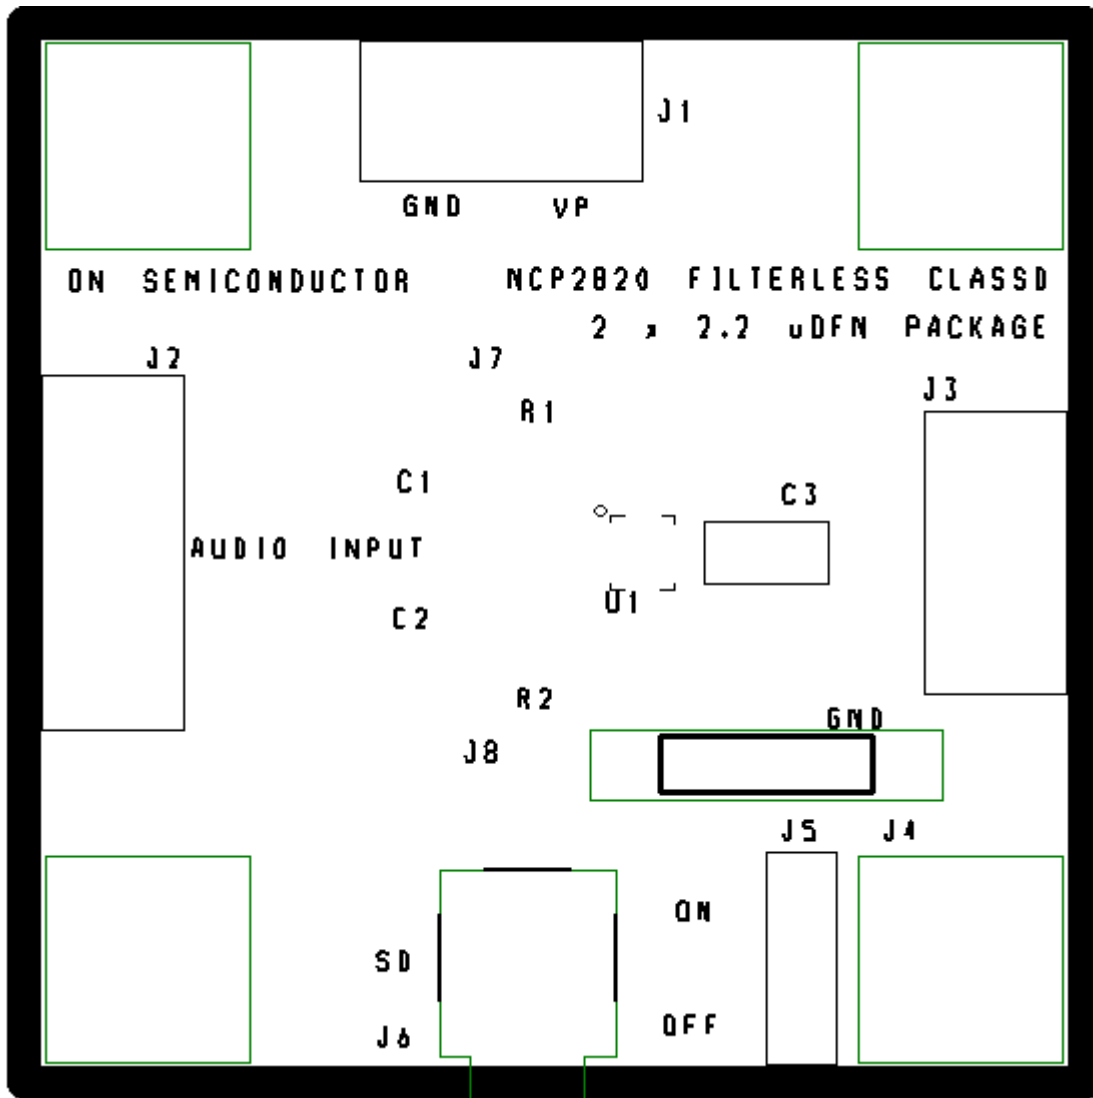 J1
GND VP
ON SEMICONDUCTOR NCP2820 FILTERLESS CLASSD
2 x 2.2 uDFN PACKAGE
J2 J7
J3
R1
C1
C3
AUDIO INPUT
U1
C2
R2
GND
J8
J5 J4
ON
SD
OFF
J6